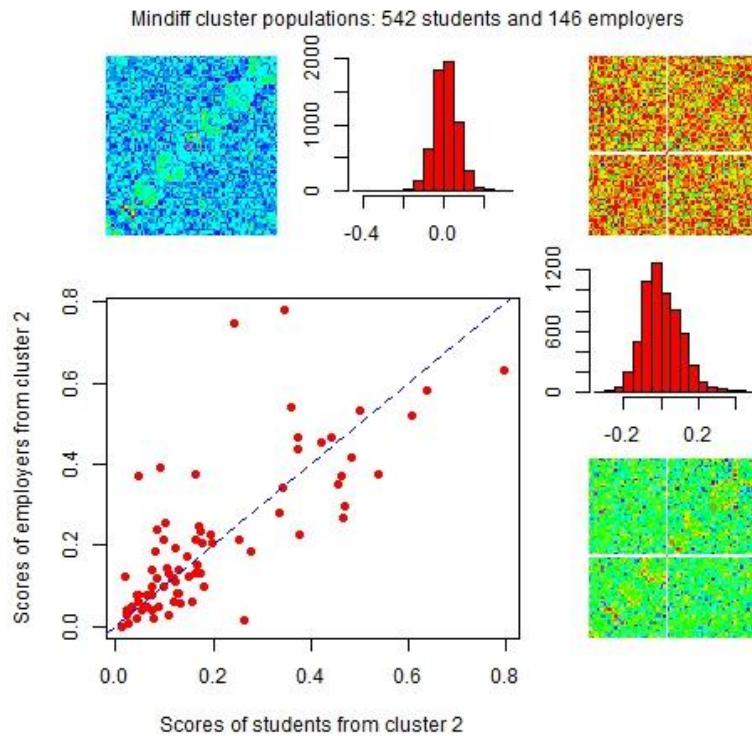 Mindiff cluster populations: 542 students and 146 employers
0 1000 2000
-0.4 0.0
0 600 1200
-0.2 0.2
Scores of employers from cluster 2
0.0 0.2 0.4 0.6 0.8
0.0 0.2 0.4 0.6 0.8
Scores of students from cluster 2